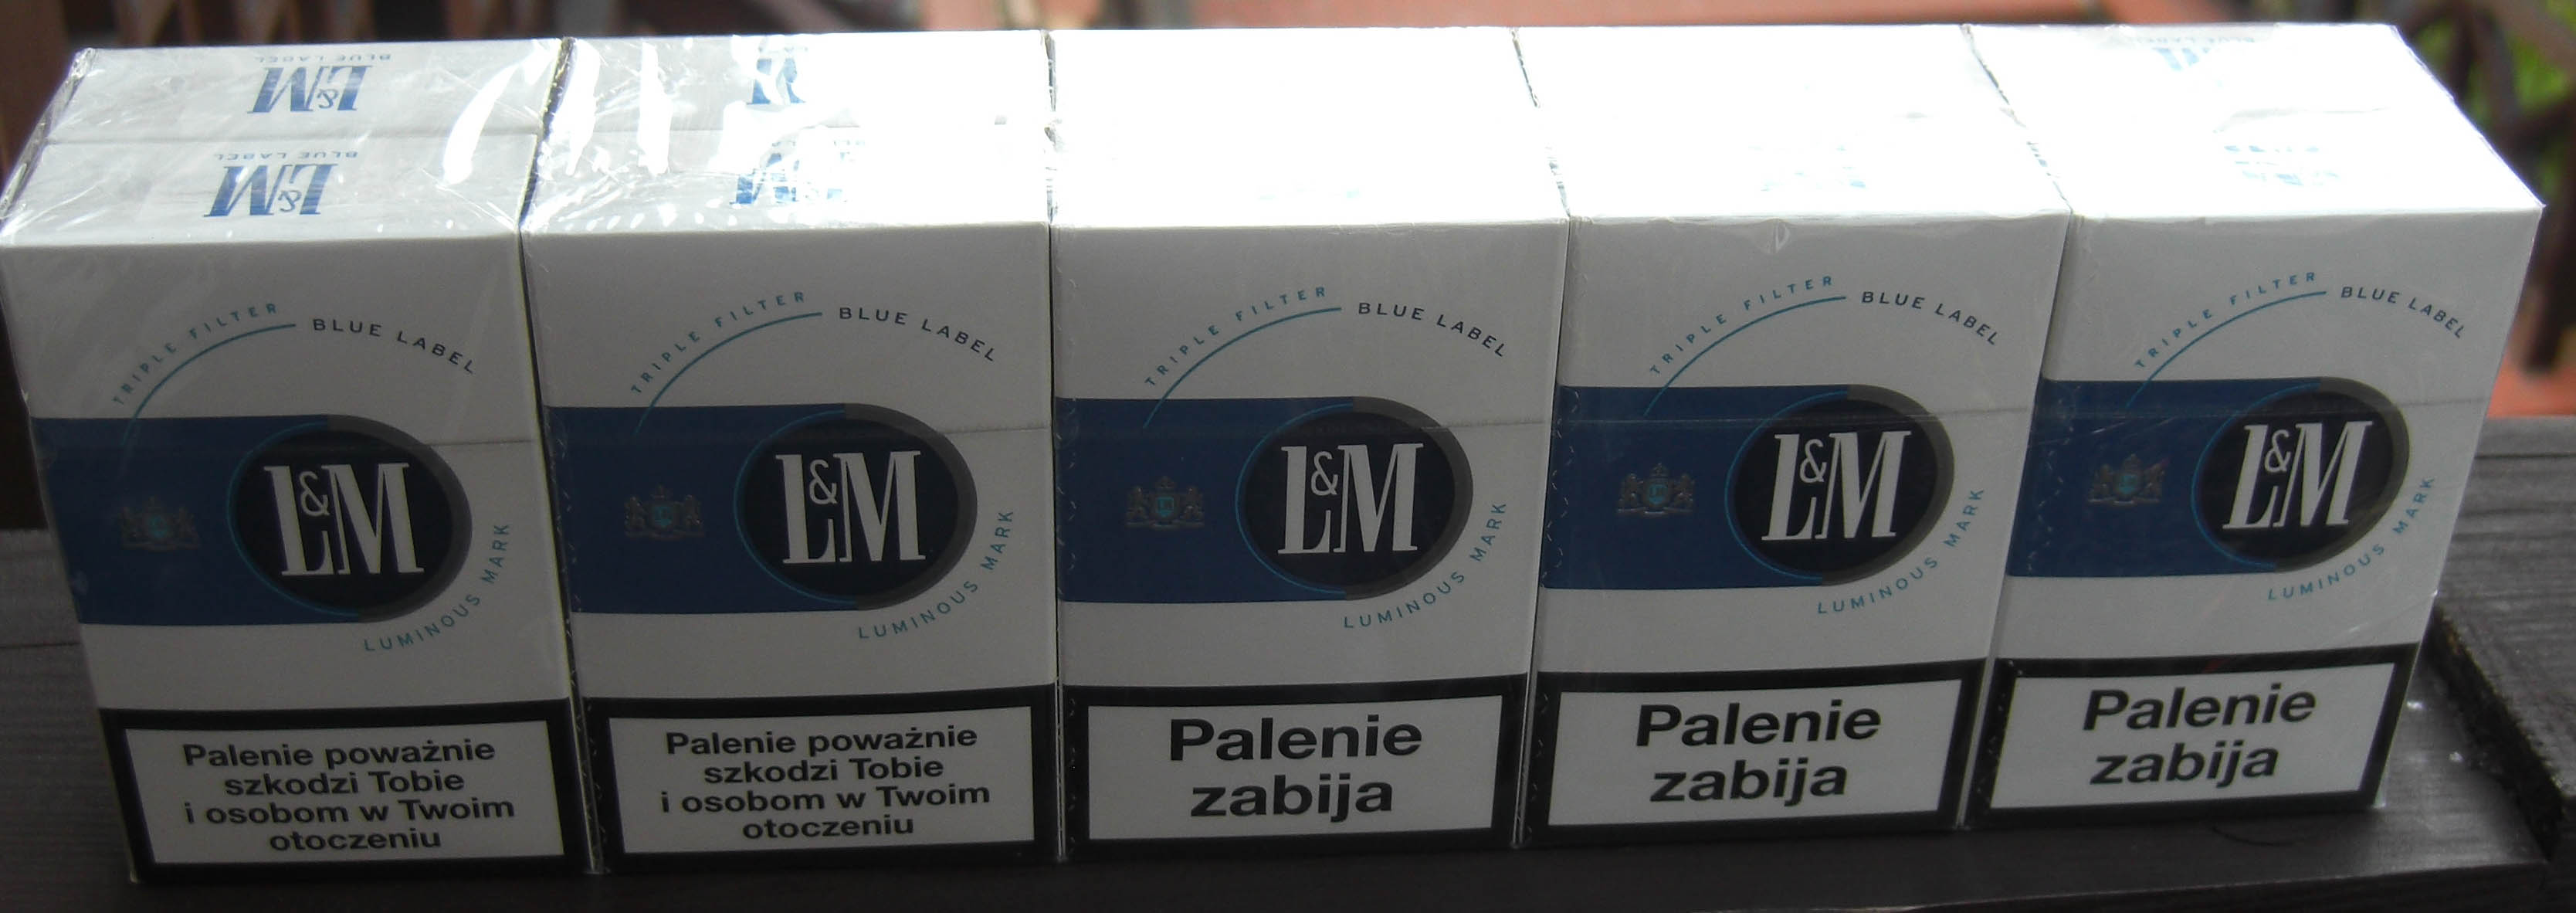 BLUE LABEL
L&M
BLUE LABEL
L&M
TRIPLE FILTER BLUE LABEL
L&M
LUMINOUS MARK
Palenie poważnie
szkodzi Tobie
i osobom w Twoim
otoczeniu
TRIPLE FILTER BLUE LABEL
L&M
LUMINOUS MARK
Palenie poważnie
szkodzi Tobie
i osobom w Twoim
otoczeniu
TRIPLE FILTER BLUE LABEL
L&M
LUMINOUS MARK
Palenie
zabija
TRIPLE FILTER BLUE LABEL
L&M
LUMINOUS MARK
Palenie
zabija
TRIPLE FILTER BLUE LABEL
L&M
LUMINOUS MARK
Palenie
zabija